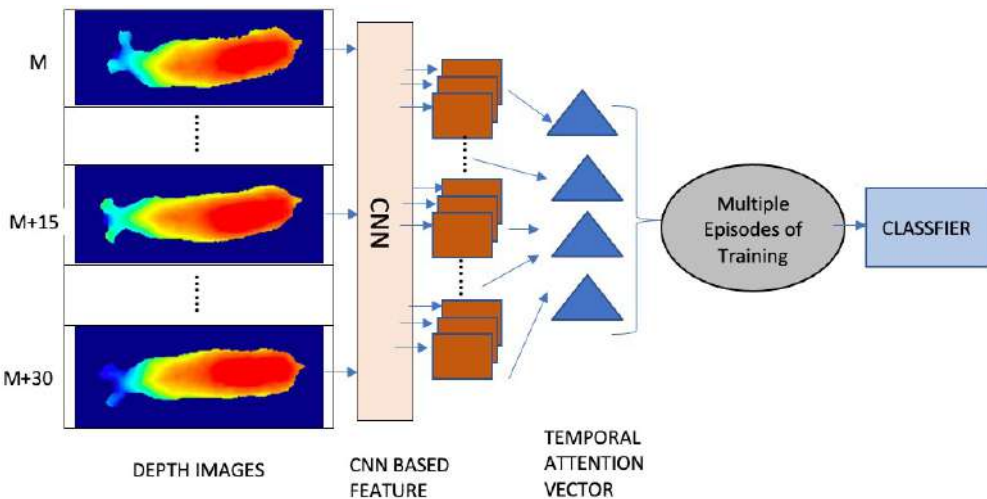 M
M+15
M+30
CNN
Multiple
Episodes of
Training
CLASSFIER
DEPTH IMAGES
CNN BASED
FEATURE
TEMPORAL
ATTENTION
VECTOR